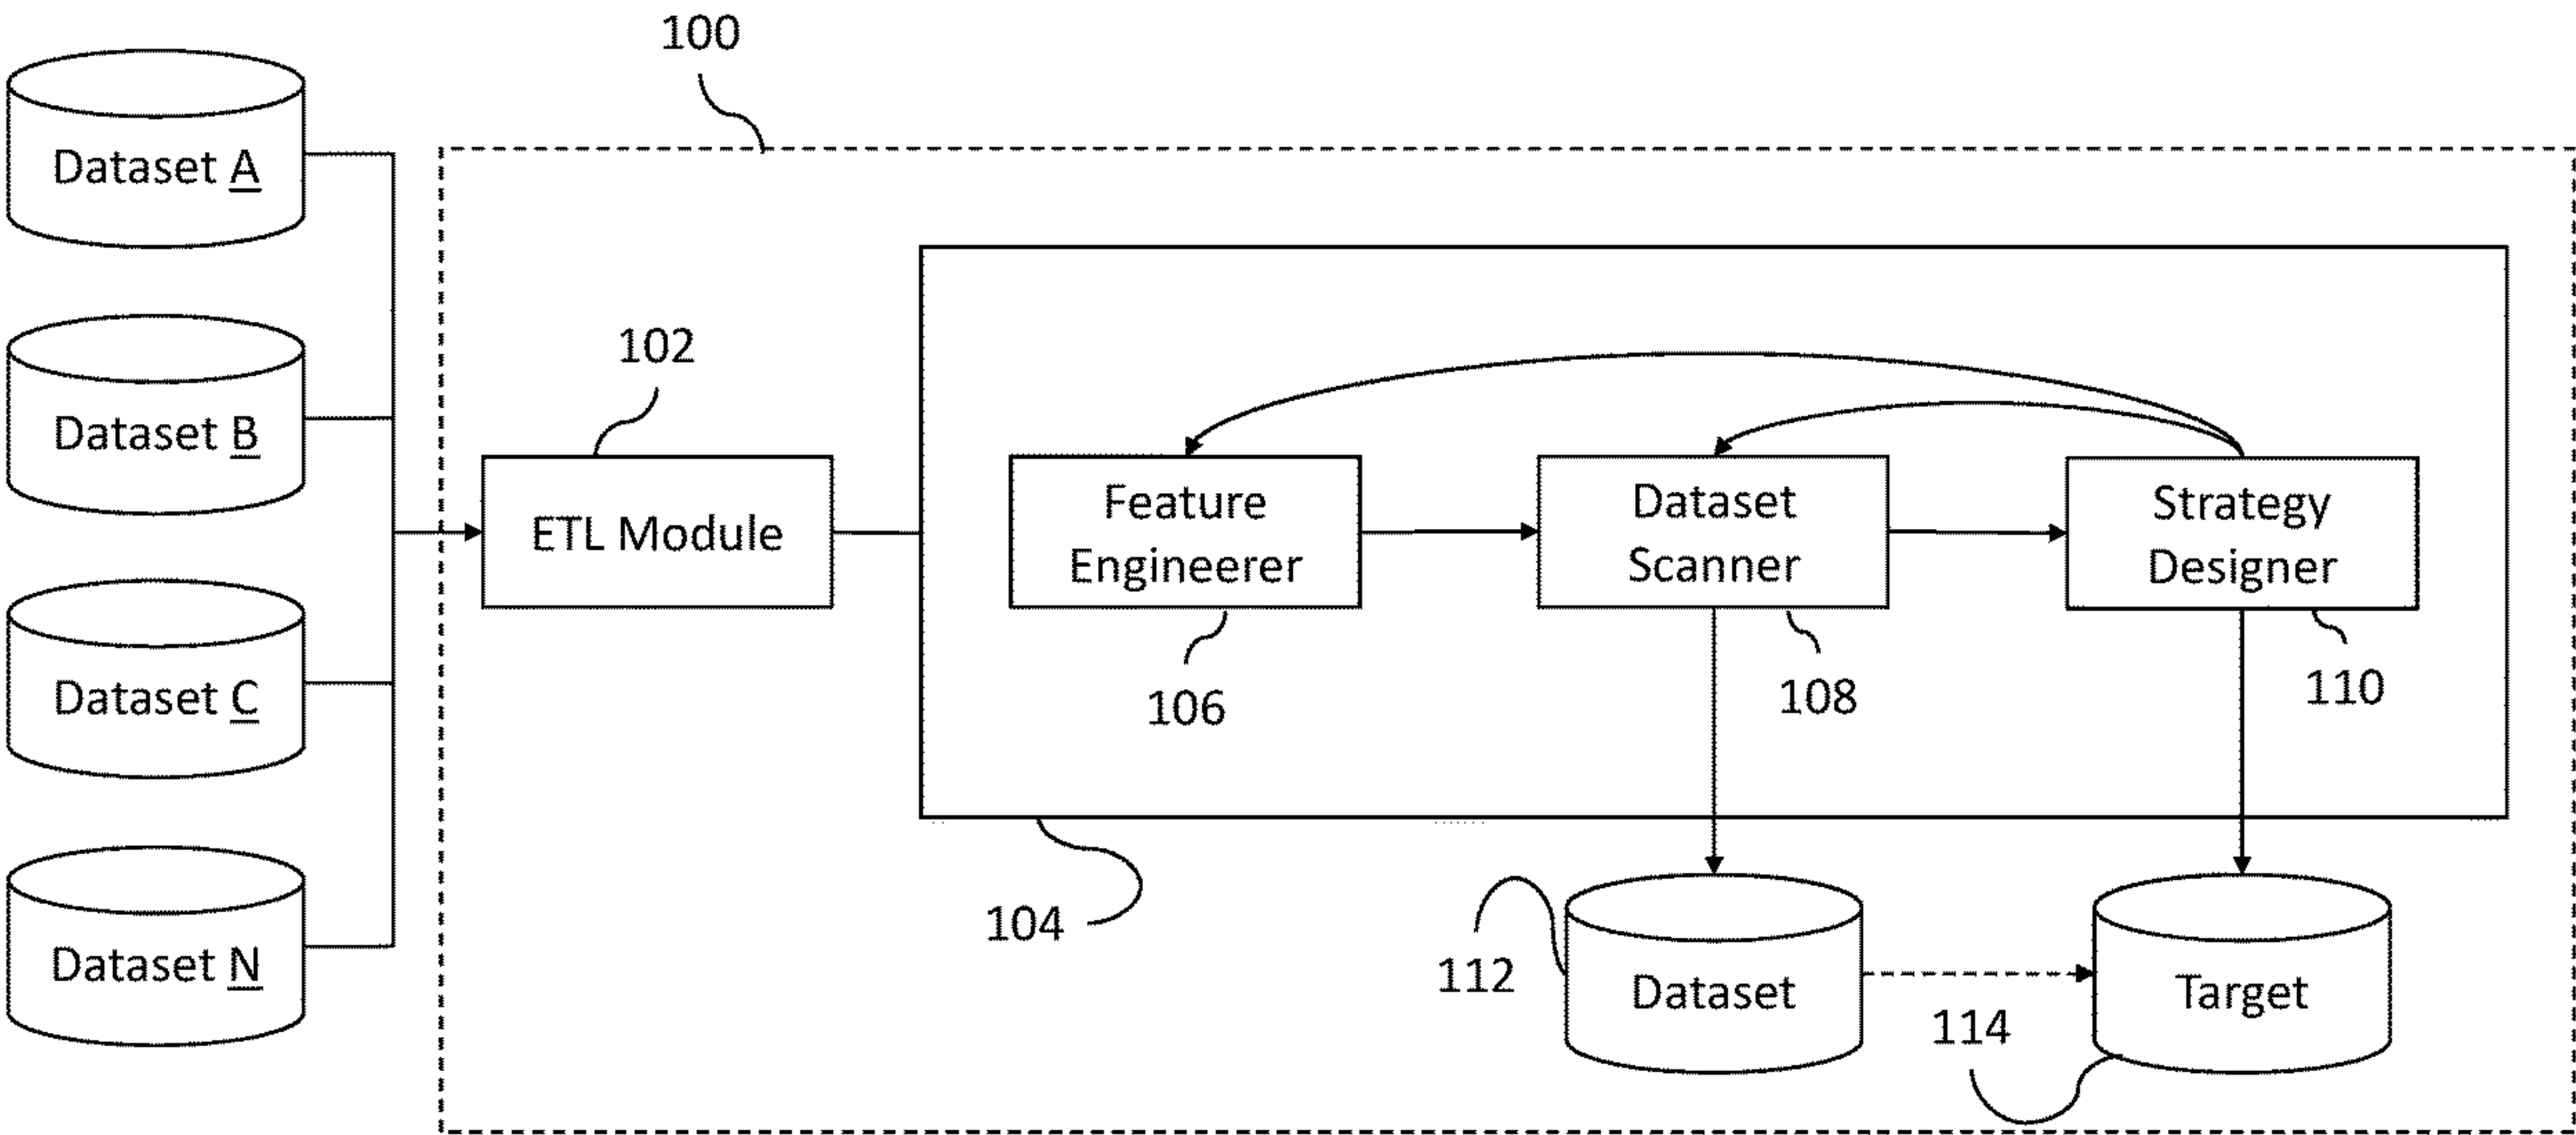 100
Dataset A
102
Dataset B
ETL Module
Feature
Engineerer
Dataset
Scanner
Strategy
Designer
106
108
110
Dataset C
104
112
Dataset
114
Target
Dataset N